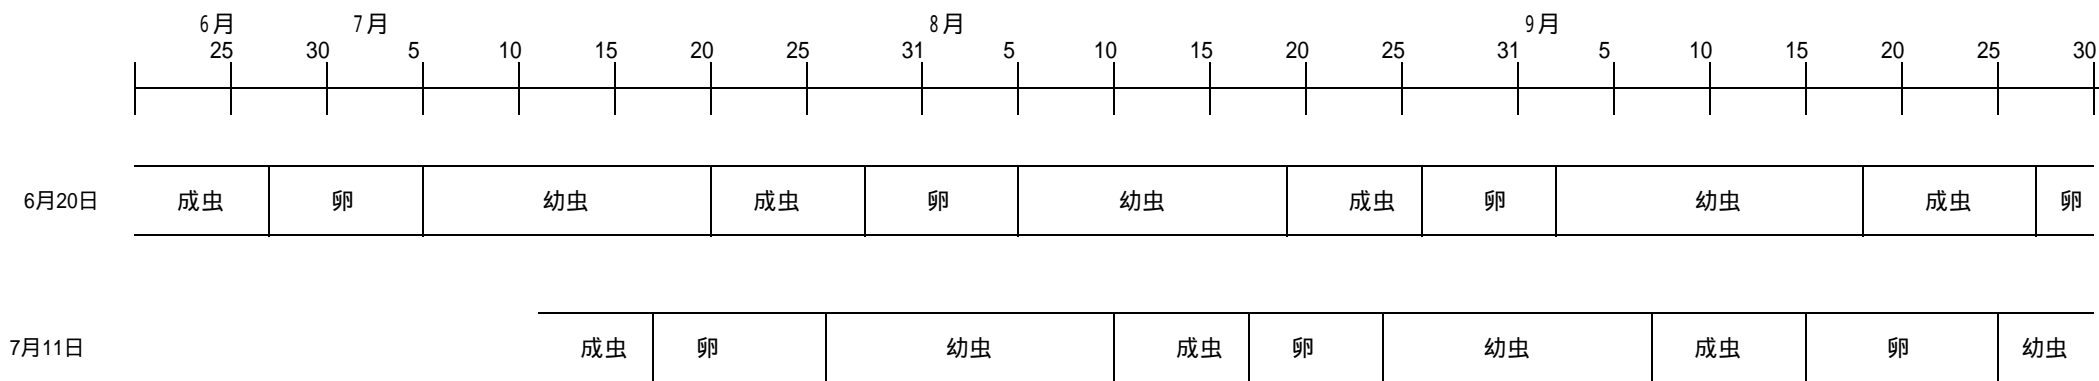 6月 7月 8月 9月
25 30 5 10 15 20 25 31 5 10 15 20 25 31 5 10 15 20 25 30
6月20日 成虫 卵 幼虫 成虫 卵 幼虫 成虫 卵 幼虫 成虫 卵
7月11日 成虫 卵 幼虫 成虫 卵 幼虫 成虫 卵 幼虫